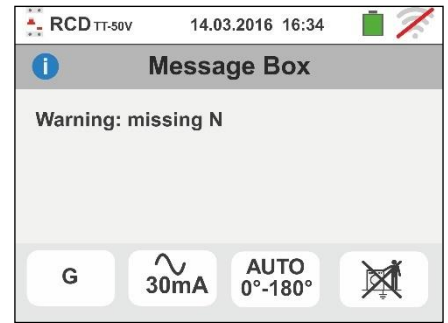 RCD TT-50V 14.03.2016 16:34
i Message Box
Warning: missing N
G 30mA AUTO
0°-180°